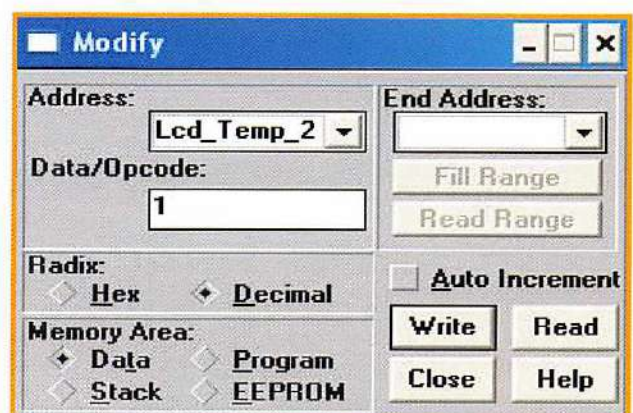 Modify
Address:
Lcd_Temp_2
Data/Opcode:
1
End Address:
Fill Range
Read Range
Radix:
Hex Decimal
Auto Increment
Memory Area:
Data Program
Stack EEPROM
Write Read
Close Help